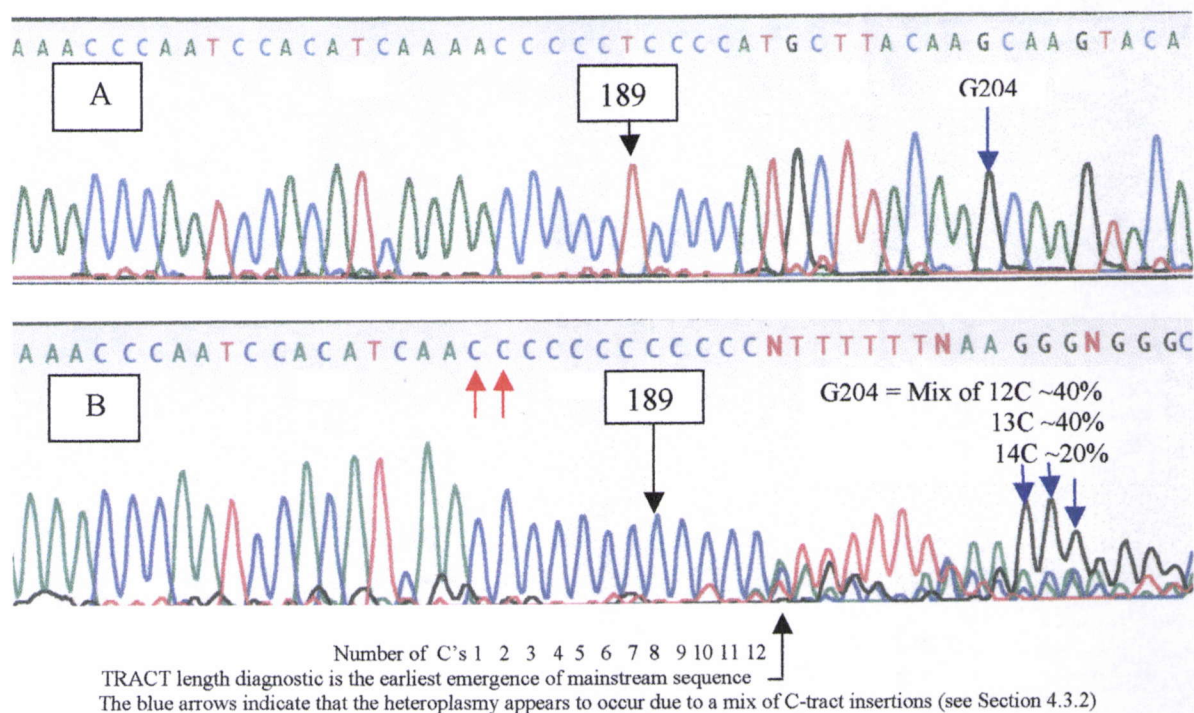 A A A C C C A A T C C A C A T C A A A A C C C C C T C C C C A T G C T T A C A A G C A A G T A C A
A
189
G204
A A A C C C A A T C C A C A T C A A C C C C C C C C C C C C N T T T T T T N A A G G G N G G G C
B
189
G204 = Mix of 12C ~40%
13C ~40%
14C ~20%
Number of C's 1 2 3 4 5 6 7 8 9 10 11 12
TRACT length diagnostic is the earliest emergence of mainstream sequence
The blue arrows indicate that the heteroplasmy appears to occur due to a mix of C-tract insertions (see Section 4.3.2)